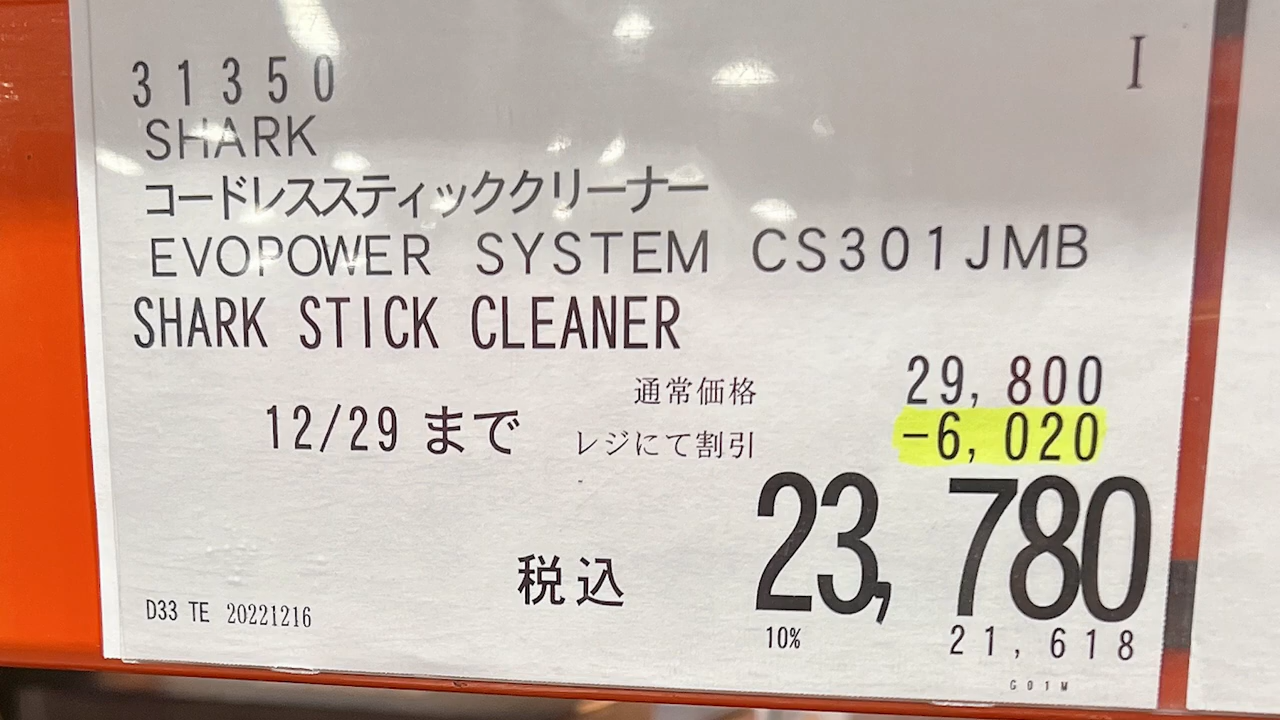 I
31350
SHARK
コードレススティッククリーナー
EVOPOWER SYSTEM CS301JMB
SHARK STICK CLEANER
通常価格 29,800
12/29 まで レジにて割引 -6,020
税込 23,780
10% 21,618
D33 TE 20221216
G01M